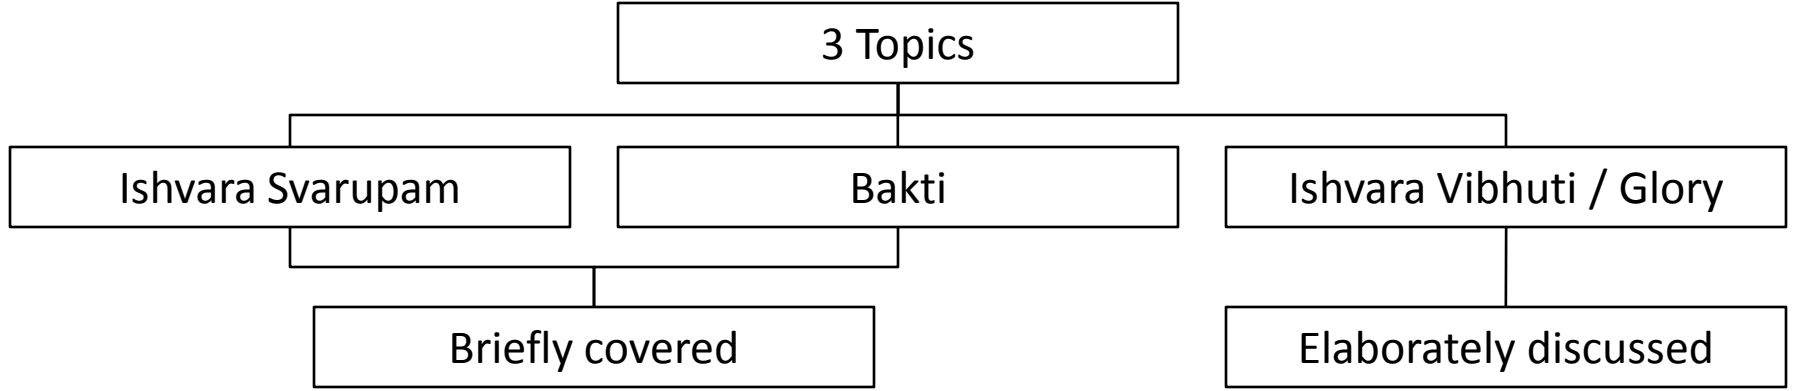 3 Topics
Ishvara Svarupam
Bakti
Ishvara Vibhuti / Glory
Briefly covered
Elaborately discussed